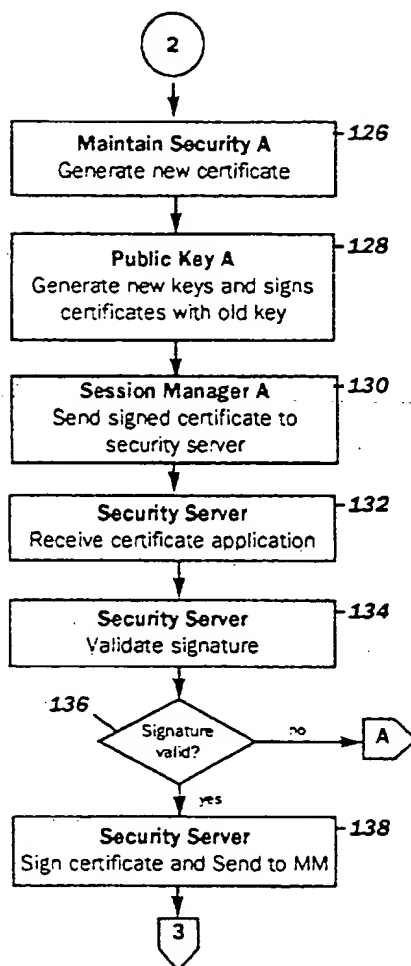 2
Maintain Security A
126
Generate new certificate
Public Key A
128
Generate new keys and signs
certificates with old key
Session Manager A
130
Send signed certificate to
security server
Security Server
132
Receive certificate application
Security Server
134
Validate signature
136
Signature
valid?
no
A
yes
Security Server
138
Sign certificate and Send to MM
3